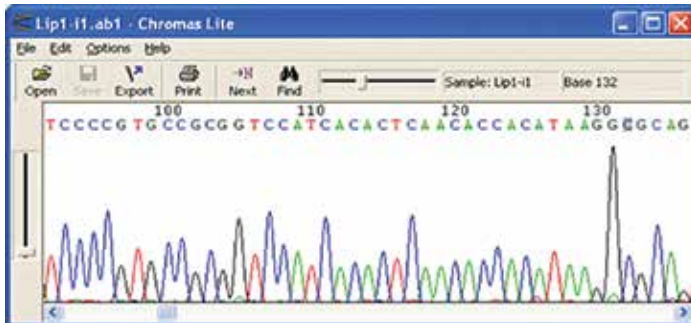 Lip1-i1.ab1 - Chromas Lite
File Edit Options Help
Open Save Export Print Next Find Sample: Lip1-i1 Base 132
100 110 120 130
TCCCCGTGCCGCGGTCCATCACACTCAACACCACATAAGGCGCAG